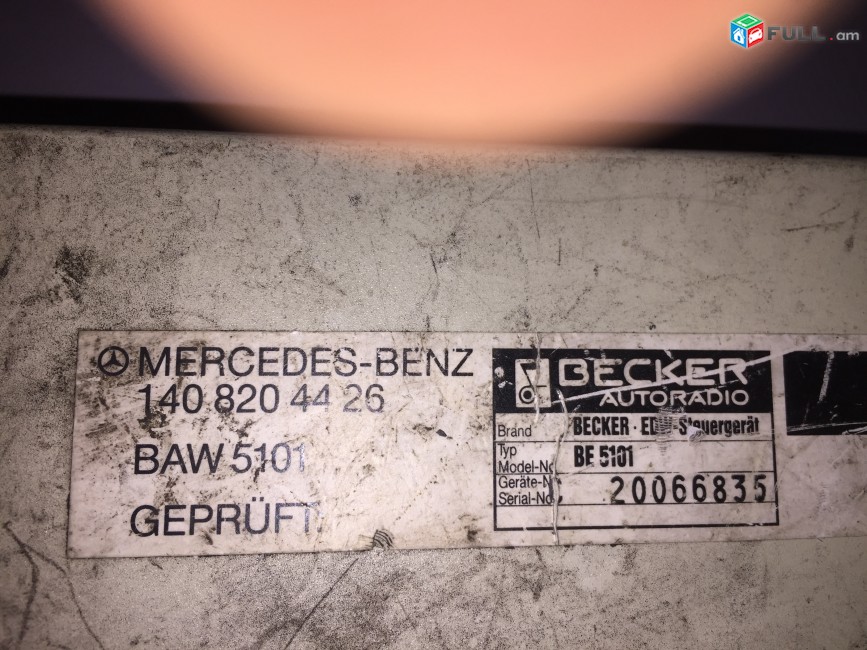 FULL.am
MERCEDES-BENZ
140 820 44 26
BAW 5101
GEPRÜFT
BECKER
AUTORADIO
Brand BECKER · EDW-Steuergerät
Typ
Model-No BE 5101
Geräte-N
Serial-No: 20066835